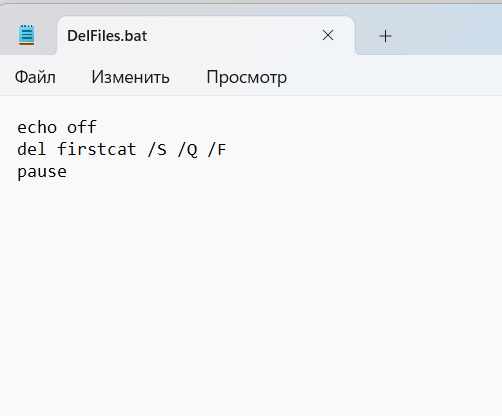 DelFiles.bat
Файл Изменить Просмотр
echo off
del firstcat /S /Q /F
pause